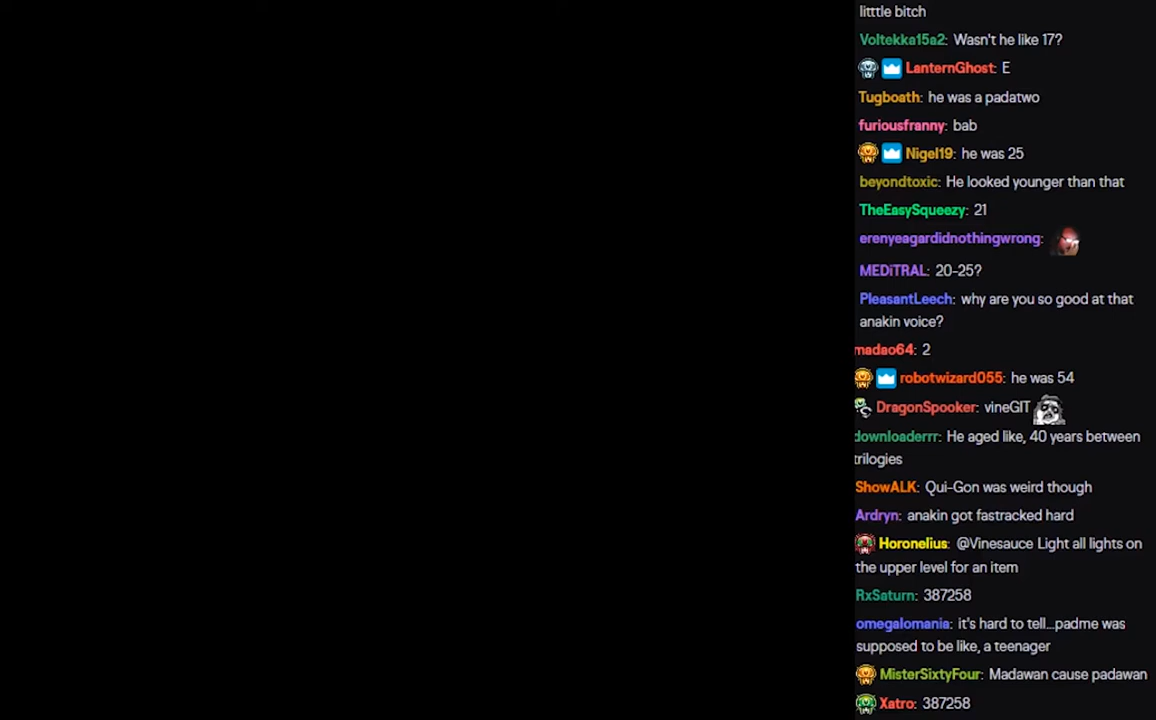 litttle bitch
Voltekka15a2: Wasn't he like 17?
LanternGhost: E
Tugboath: he was a padatwo
furiousfranny: bab
Nigel19: he was 25
beyondtoxic: He looked younger than that
TheEasySqueezy: 21
erenyeagardidnothingwrong:
MEDiTRAL: 20-25?
PleasantLeech: why are you so good at that
anakin voice?
madao64: 2
robotwizard055: he was 54
DragonSpooker: vineGIT
downloaderrr: He aged like, 40 years between
trilogies
ShowALK: Qui-Gon was weird though
Ardryn: anakin got fastracked hard
Horonelius: @Vinesauce Light all lights on
the upper level for an item
RxSaturn: 387258
omegalomania: it's hard to tell...padme was
supposed to be like, a teenager
MisterSixtyFour: Madawan cause padawan
Xatro: 387258